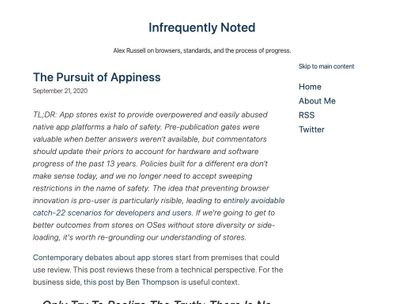 Infrequently Noted
Alex Russell on browsers, standards, and the process of progress.
Skip to main content
The Pursuit of Appiness
September 21, 2020
Home
About Me
RSS
Twitter
TL;DR: App stores exist to provide overpowered and easily abused
native app platforms a halo of safety. Pre-publication gates were
valuable when better answers weren't available, but commentators
should update their priors to account for hardware and software
progress of the past 13 years. Policies built for a different era don't
make sense today, and we no longer need to accept sweeping
restrictions in the name of safety. The idea that preventing browser
innovation is pro-user is particularly risible, leading to entirely avoidable
catch-22 scenarios for developers and users. If we're going to get to
better outcomes from stores on OSes without store diversity or side-
loading, it's worth re-grounding our understanding of stores.
Contemporary debates about app stores start from premises that could
use review. This post reviews these from a technical perspective. For the
business side, this post by Ben Thompson is useful context.
Only Try To Realize The Truth: There Is No